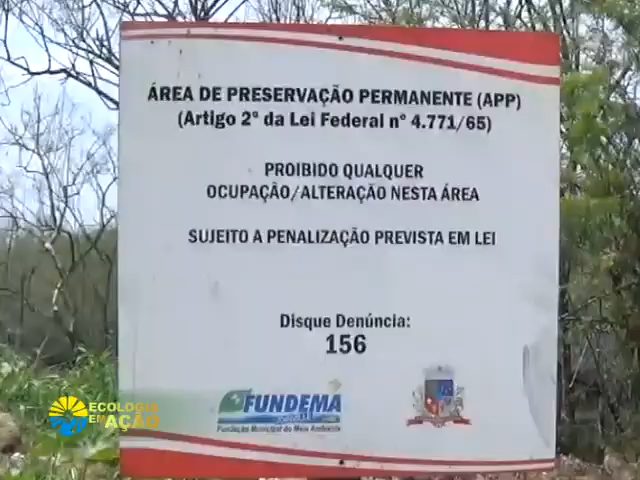 ÁREA DE PRESERVAÇÃO PERMANENTE (APP)
(Artigo 2º da Lei Federal nº 4.771/65)
PROIBIDO QUALQUER
OCUPAÇÃO/ALTERAÇÃO NESTA ÁREA
SUJEITO A PENALIZAÇÃO PREVISTA EM LEI
Disque Denúncia:
156
FUNDEMA
Fundação Municipal do Meio Ambiente
ECOLOGIA
EM AÇÃO